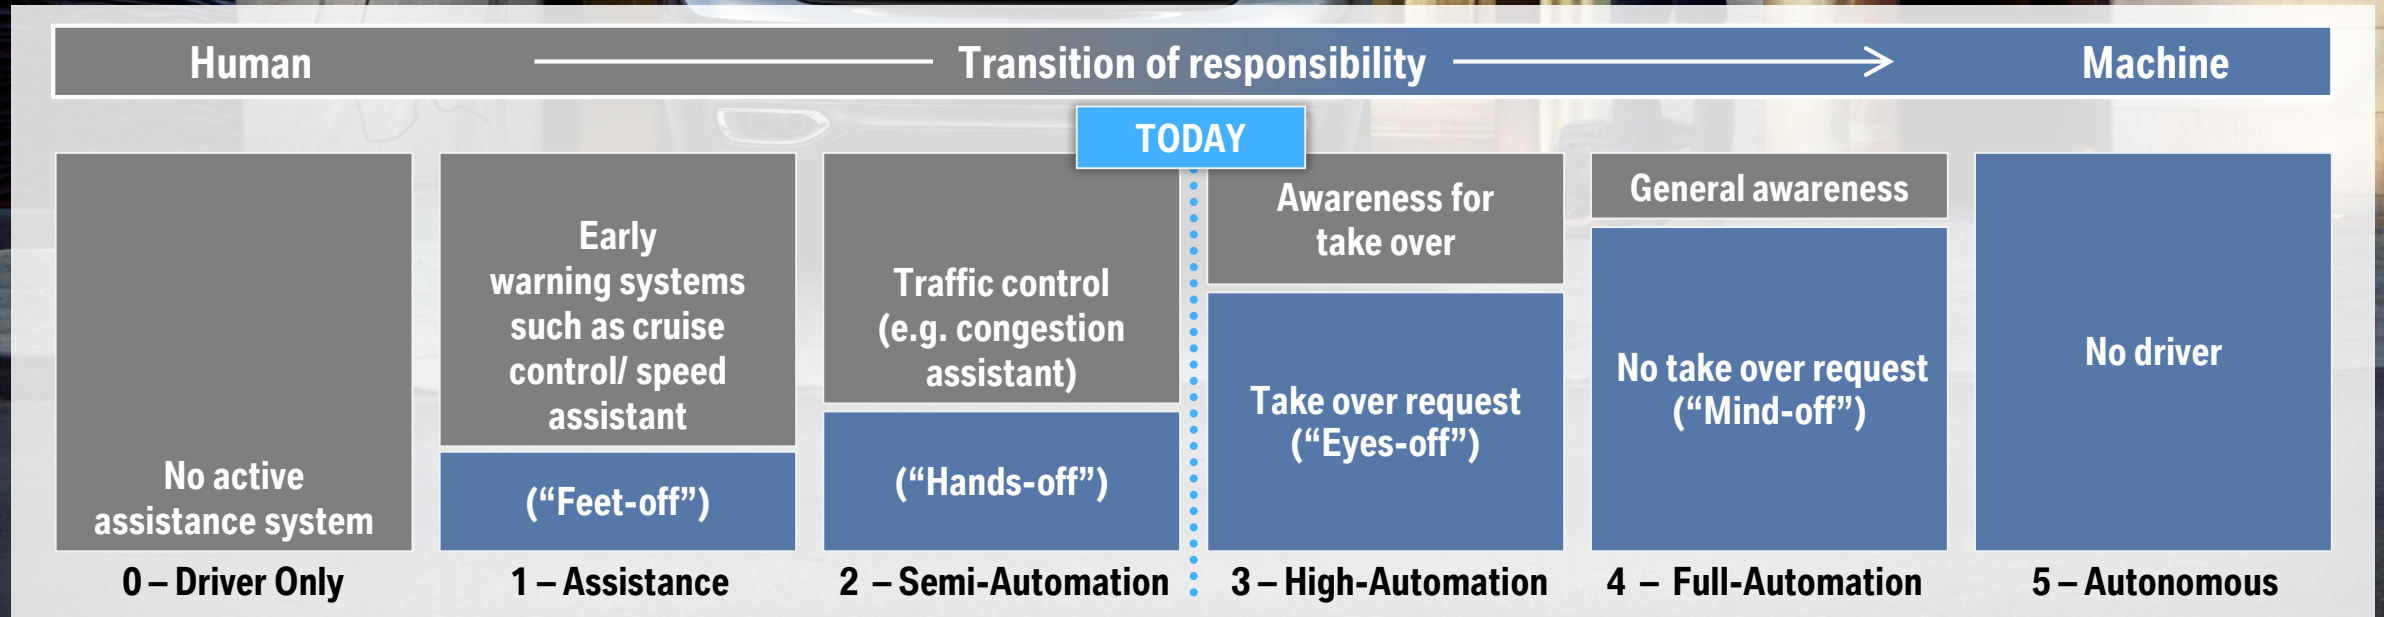 Human
Transition of responsibility
Machine
TODAY
No active
assistance system
0 – Driver Only
Early
warning systems
such as cruise
control/ speed
assistant
(“Feet-off”)
1 – Assistance
Traffic control
(e.g. congestion
assistant)
(“Hands-off”)
2 – Semi-Automation
Awareness for
take over
Take over request
(“Eyes-off”)
3 – High-Automation
General awareness
No take over request
(“Mind-off”)
4 – Full-Automation
No driver
5 – Autonomous